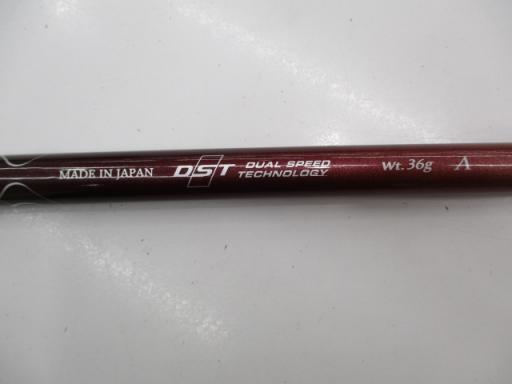 MADE IN JAPAN DST DUAL SPEED TECHNOLOGY Wt. 36g A